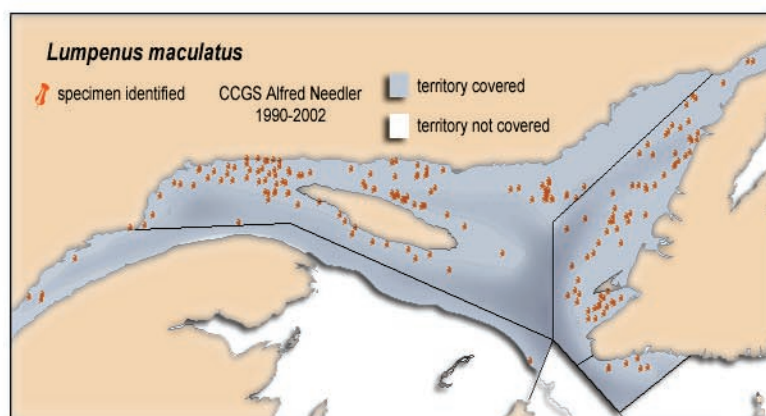 Lumpenus maculatus
specimen identified
CCGS Alfred Needler
1990-2002
territory covered
territory not covered